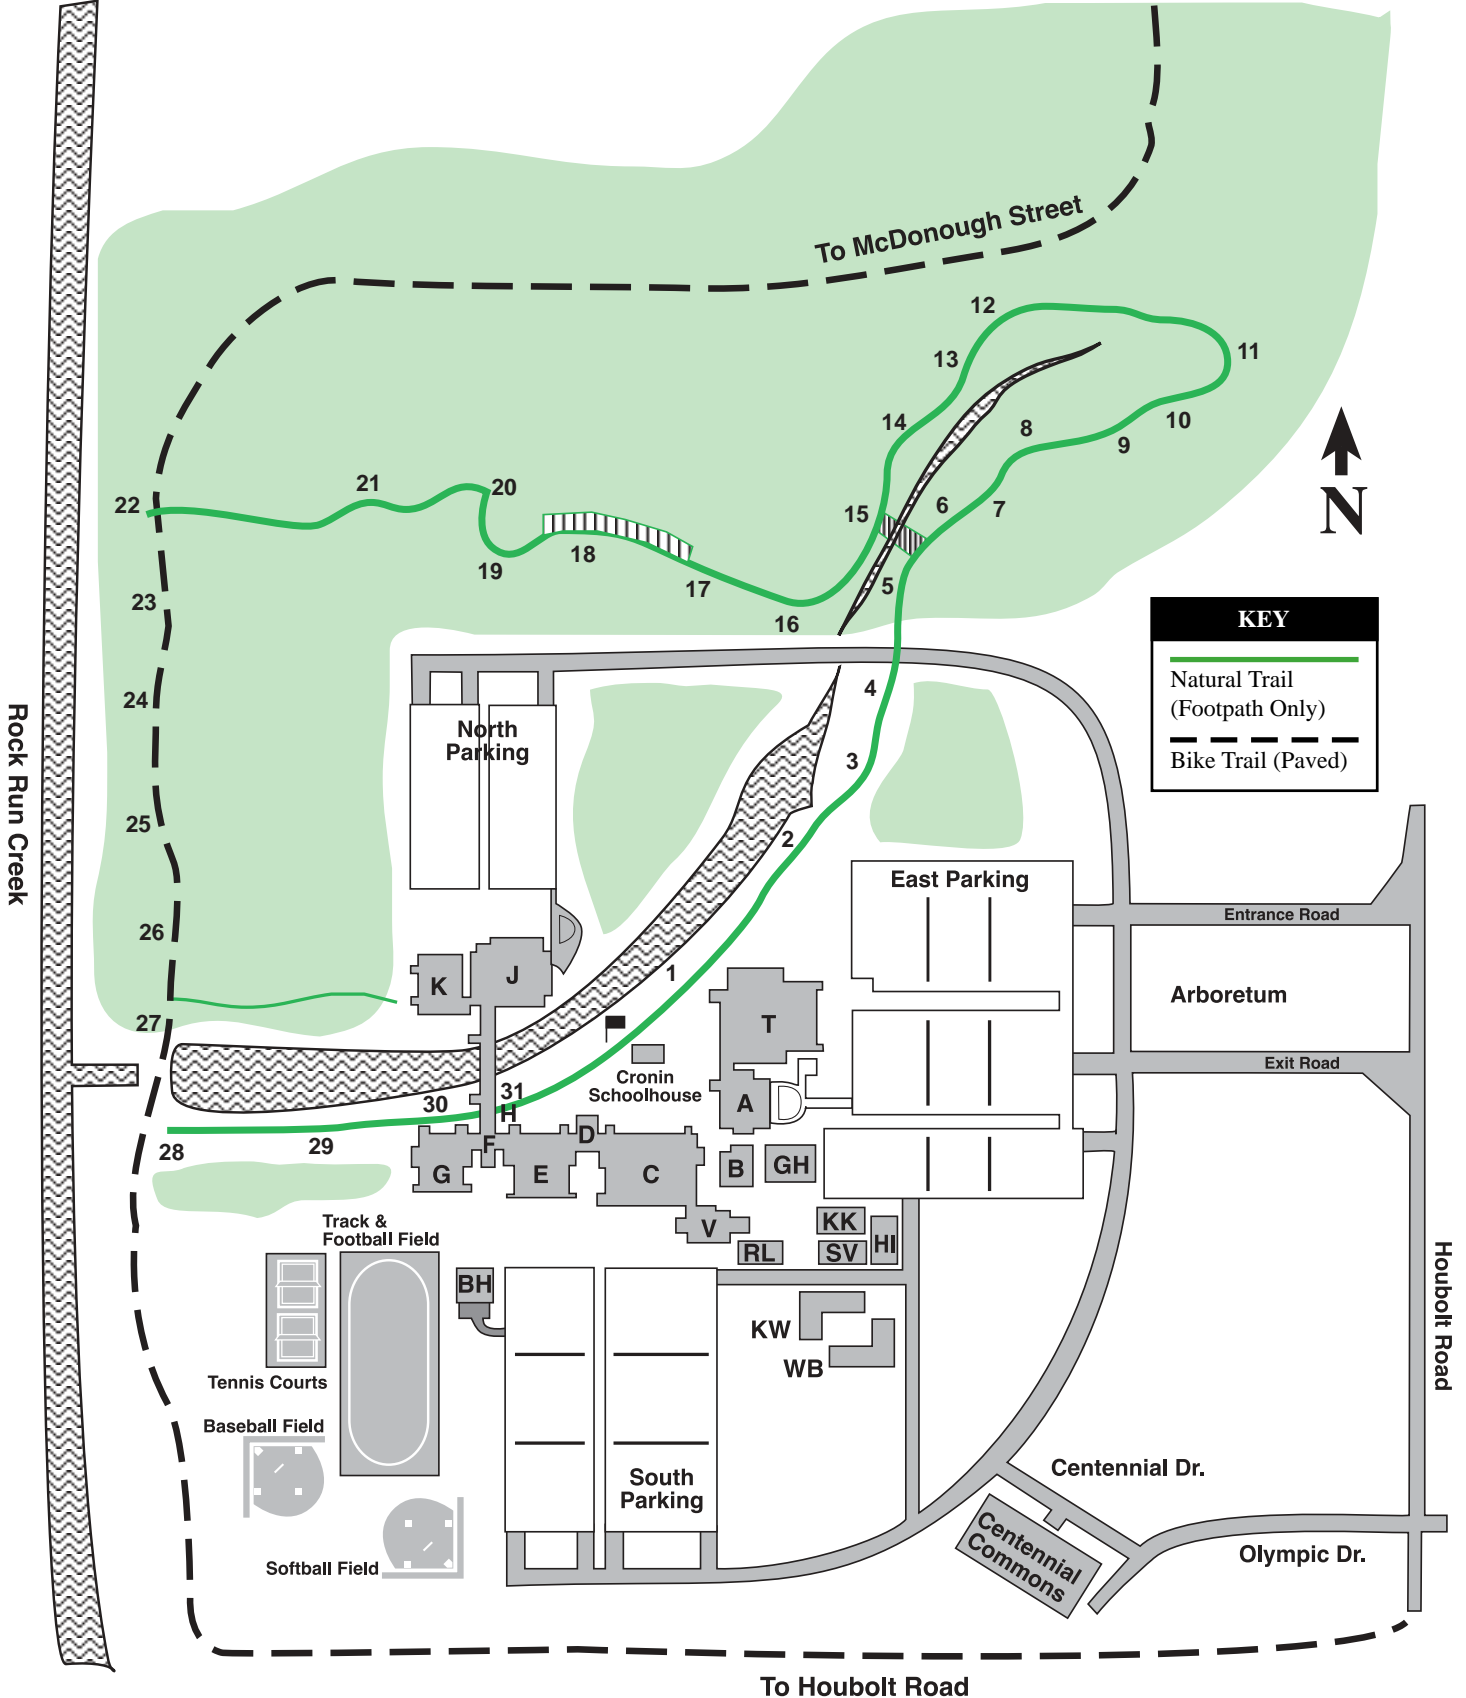 To McDonough Street
12
13
11
14
10
8
9
22
21
20
15
6
7
18
19
17
5
23
16
KEY
Natural Trail
(Footpath Only)
Bike Trail (Paved)
N
24
4
North
Parking
3
25
2
Rock Run Creek
East Parking
Entrance Road
26
K
J
1
Arboretum
27
T
Cronin
Schoolhouse
Exit Road
30
31
H
A
28
29
F
D
G
E
C
B
GH
Track &
Football Field
V
KK
HI
RL
SV
BH
KW
WB
Houbolt Road
Tennis Courts
Baseball Field
South
Parking
Centennial Dr.
Centennial
Commons
Olympic Dr.
Softball Field
To Houbolt Road